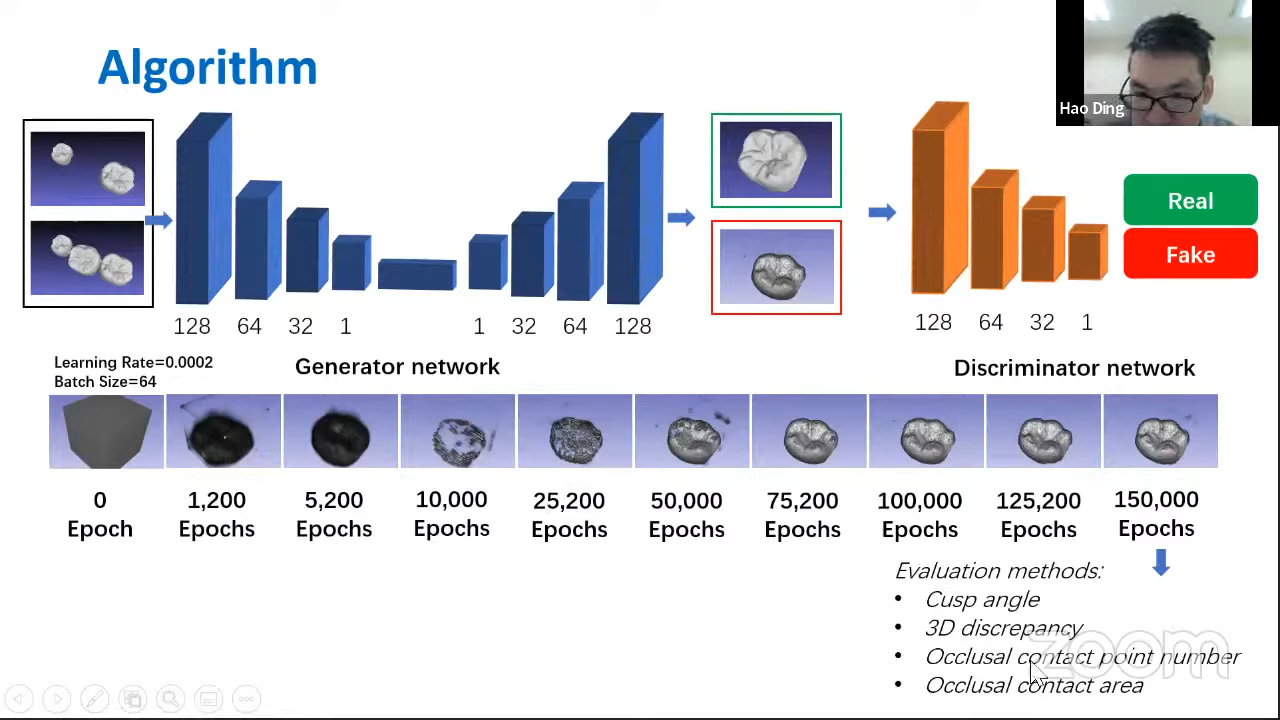 Algorithm
Hao Ding
Real
Fake
128 64 32 1 1 32 64 128
128 64 32 1
Learning Rate=0.0002
Batch Size=64
Generator network
Discriminator network
0 Epoch
1,200 Epochs
5,200 Epochs
10,000 Epochs
25,200 Epochs
50,000 Epochs
75,200 Epochs
100,000 Epochs
125,200 Epochs
150,000 Epochs
Evaluation methods:
• Cusp angle
• 3D discrepancy
• Occlusal contact point number
• Occlusal contact area
zoom